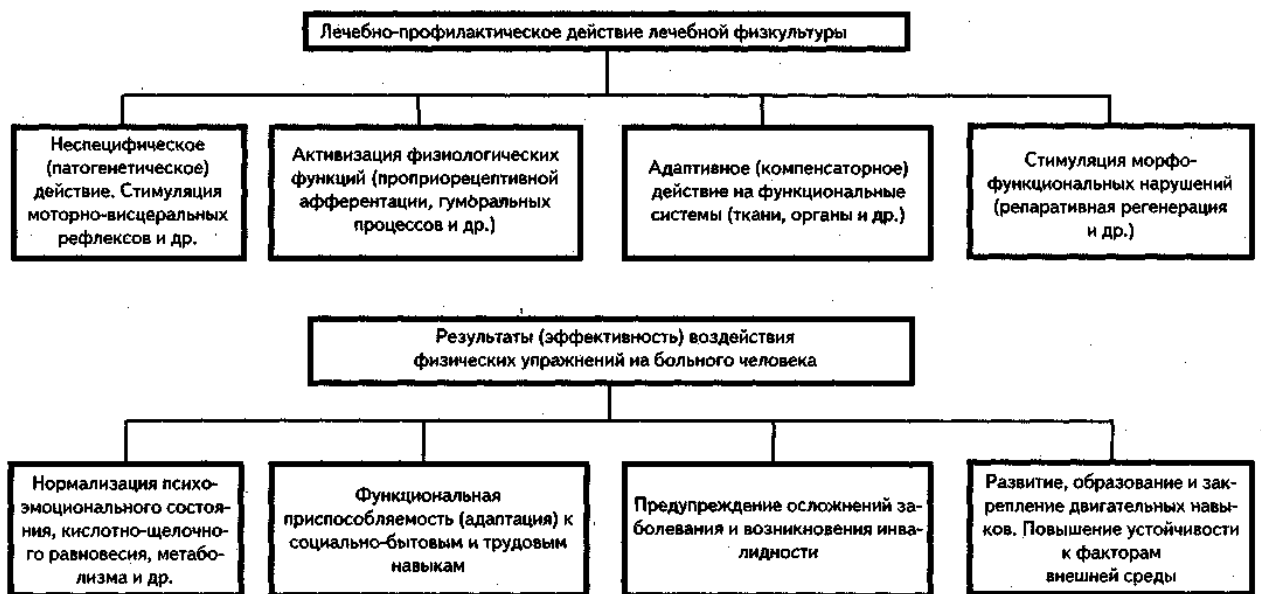 Лечебно-профилактическое действие лечебной физкультуры
Неспецифическое
(патогенетическое)
действие. Стимуляция
моторно-висцеральных
рефлексов и др.
Активизация физиологических
функций (проприорецептивной
афферентации, гуморальных
процессов и др.)
Адаптивное (компенсаторное)
действие на функциональные
системы (ткани, органы и др.)
Стимуляция морфо-
функциональных нарушений
(репаративная регенерация
и др.)
Результаты (эффективность) воздействия
физических упражнений на больного человека
Нормализация психо-
эмоционального состоя-
ния, кислотно-щелочно-
го равновесия, метабо-
лизма и др.
Функциональная
приспособляемость (адаптация) к
социально-бытовым и трудовым
навыкам
Предупреждение осложнений за-
болевания и возникновения инва-
лидности
Развитие, образование и зак-
репление двигательных навы-
ков. Повышение устойчивости
к факторам
внешней среды